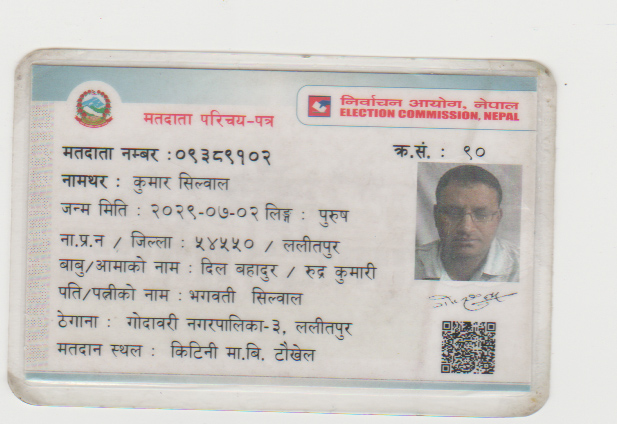 निर्वाचन आयोग, नेपाल
ELECTION COMMISSION, NEPAL
मतदाता परिचय-पत्र
मतदाता नम्बर : ०९३८९१०२ क्र.सं. : ९०
नामथर : कुमार सिल्वाल
जन्म मिति : २०२९-०७-०२ लिङ्ग : पुरुष
ना.प्र.न / जिल्ला : ५४५५० / ललीतपुर
बाबु/आमाको नाम : दिल बहादुर / रुद्र कुमारी
पति/पत्नीको नाम : भगवती सिल्वाल
ठेगाना : गोदावरी नगरपालिका-३, ललीतपुर
मतदान स्थल : किटिनी मा.बि. टौखेल